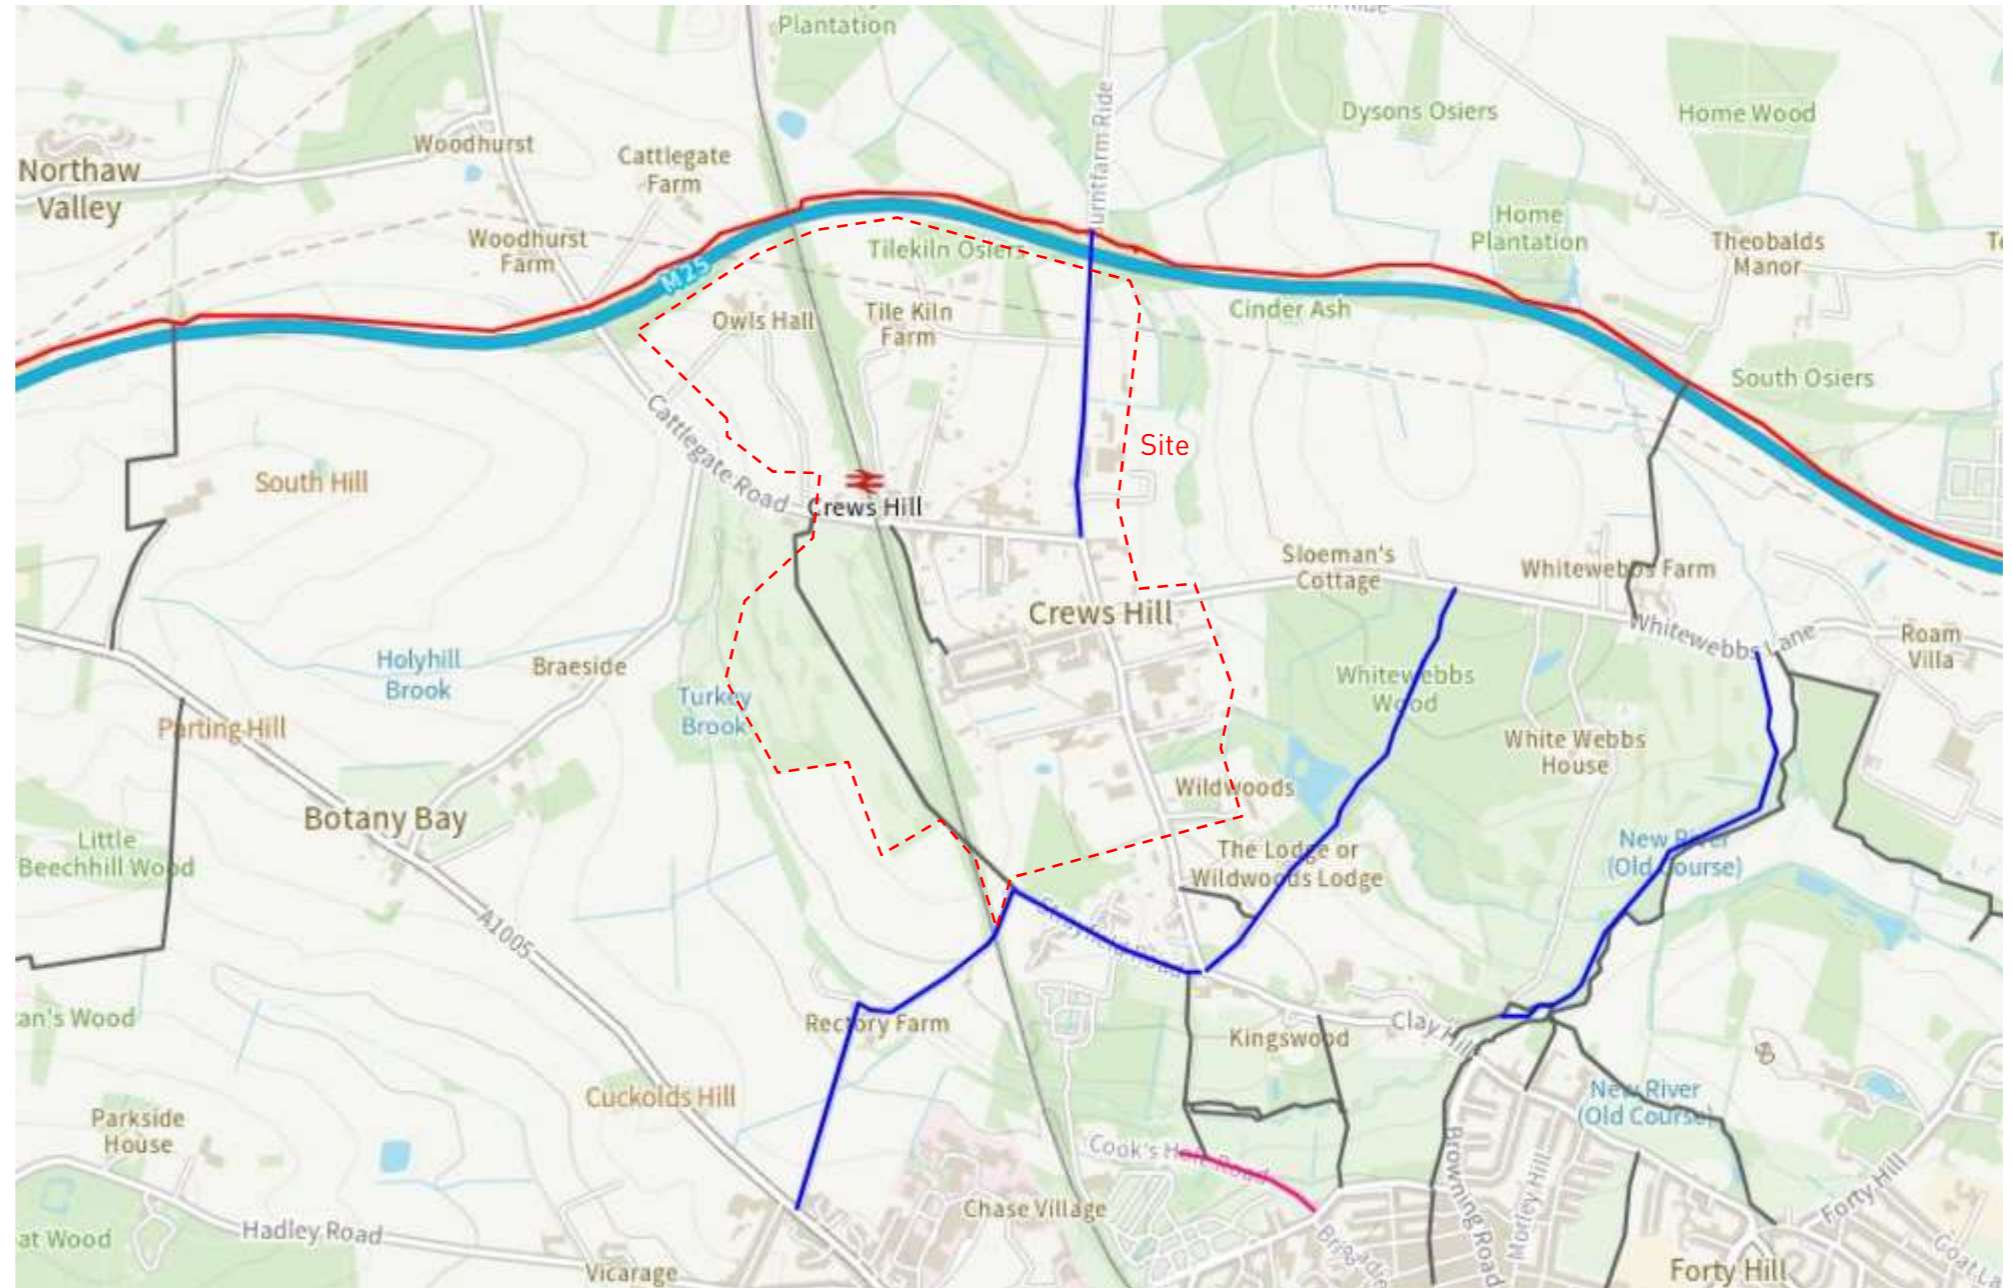 Plantation
Dysons Osiers
Home Wood
Woodhurst
Cattlegate
Farm
Northaw
Valley
Home
Plantation
Woodhurst
Farm
Tilekiln Osiers
Theobalds
Manor
M 25
Owls Hall
Tile Kiln
Farm
Cinder Ash
South Osiers
Cattlegate Road
Site
South Hill
Crews Hill
Sloeman's
Cottage
Whitewebbs Farm
Crews Hill
Whitewebbs Lane
Roam
Villa
Holyhill
Brook
Braeside
Turkey
Brook
Whitewebbs
Wood
Parting Hill
White Webbs
House
Wildwoods
Botany Bay
Little
Beechhill Wood
The Lodge or
Wildwoods Lodge
New River
(Old Course)
A1005
Strayfield Road
Rectory Farm
Kingswood
Clay Hill
Cuckolds Hill
New River
(Old Course)
Parkside
House
Cook's Hole Road
Browning Road
Morley Hill
Forty Hill
Chase Village
Hadley Road
Vicarage
Forty Hill